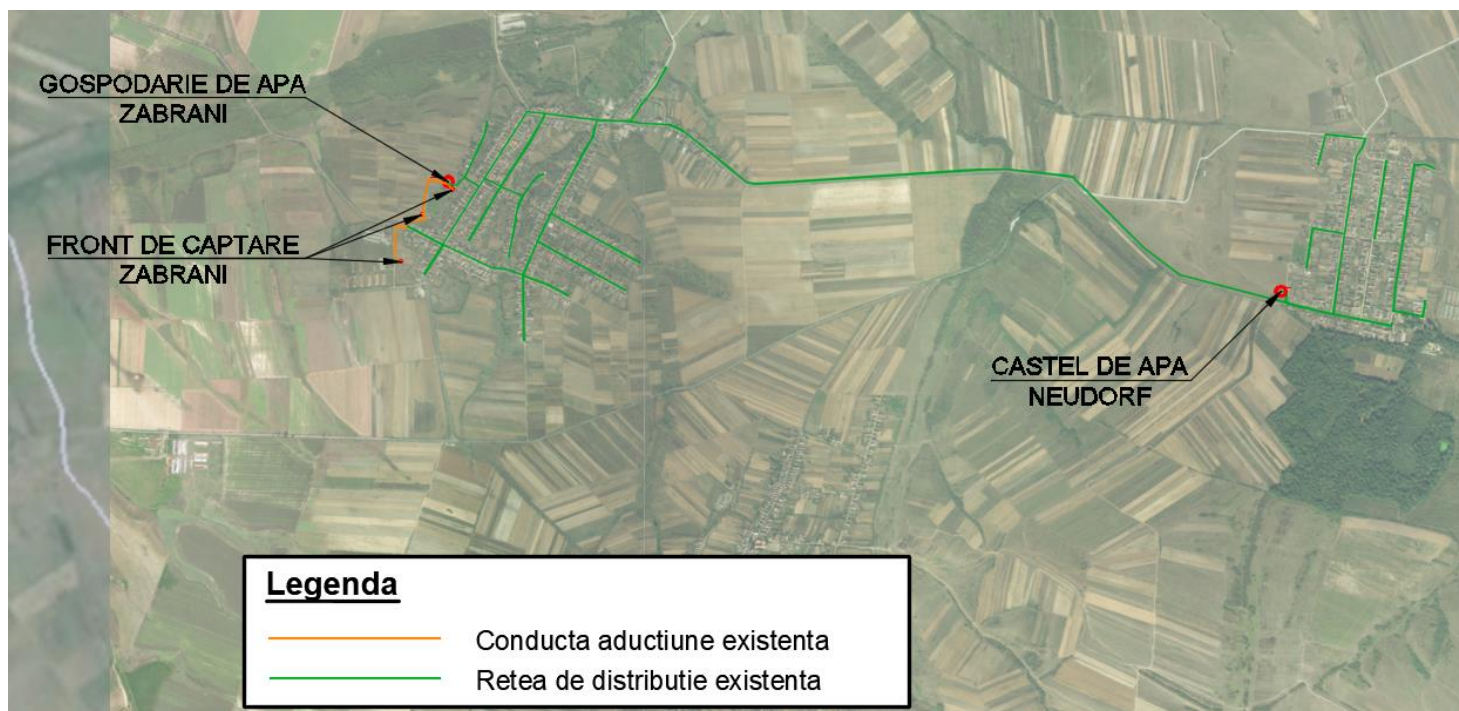 GOSPODARIE DE APA
ZABRANI
FRONT DE CAPTARE
ZABRANI
CASTEL DE APA
NEUDORF
Legenda
Conducta aductiune existenta
Retea de distributie existenta